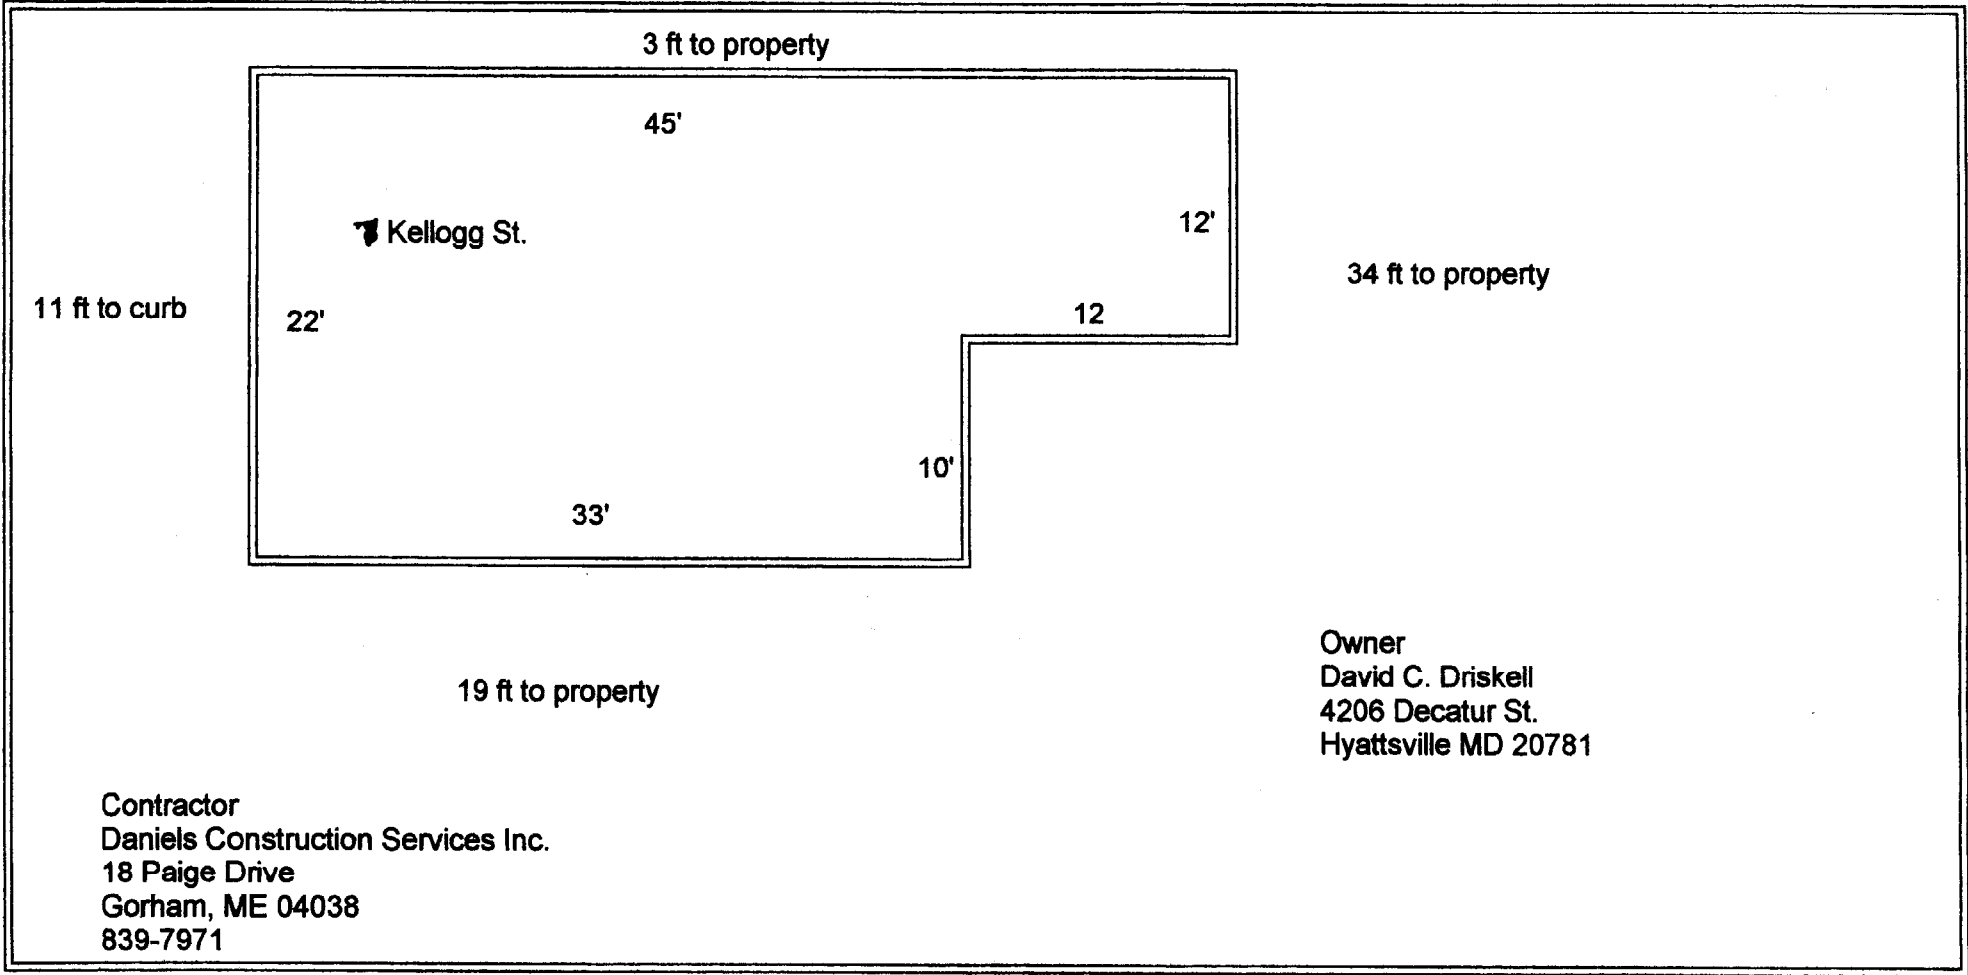 3 ft to property
45'
12'
Kellogg St.
34 ft to property
11 ft to curb
22'
12
10'
33'
19 ft to property
Owner
David C. Driskell
4206 Decatur St.
Hyattsville MD 20781
Contractor
Daniels Construction Services Inc.
18 Paige Drive
Gorham, ME 04038
839-7971